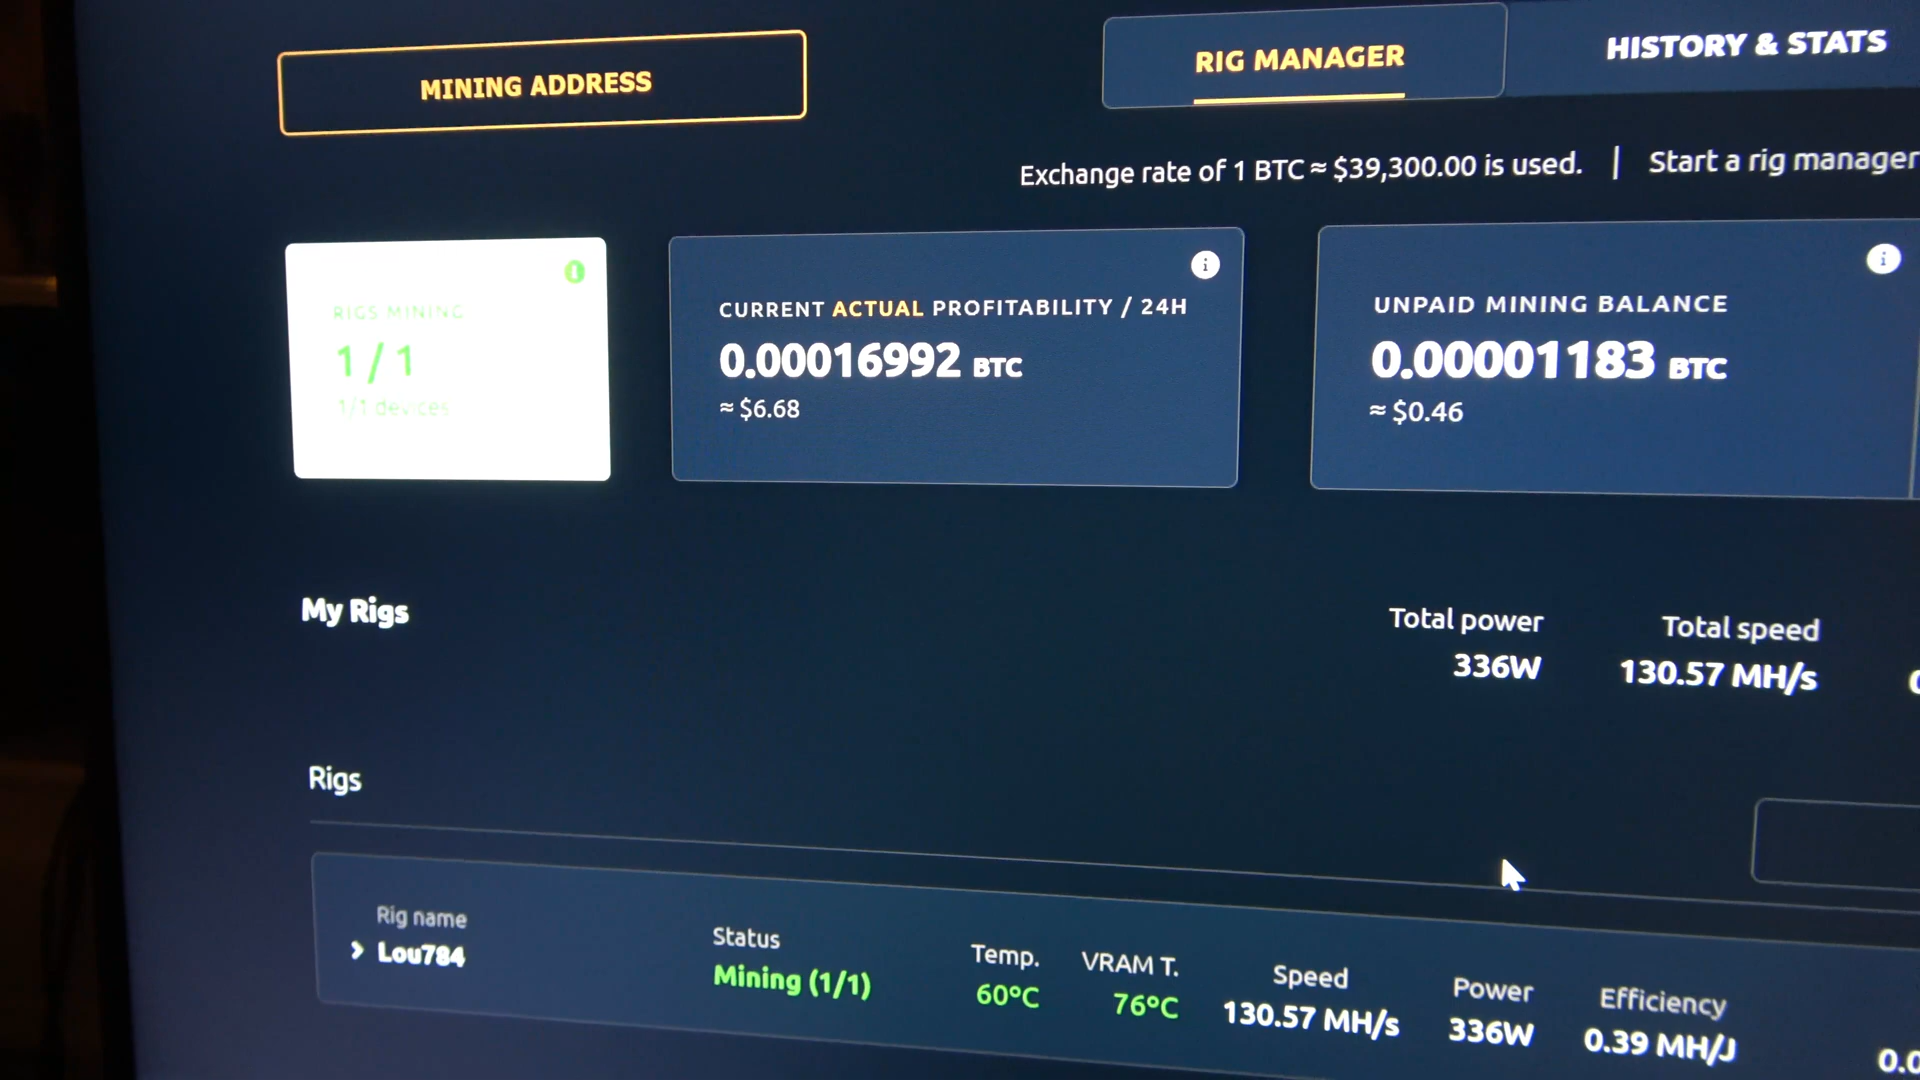 MINING ADDRESS
RIG MANAGER
HISTORY & STATS
Exchange rate of 1 BTC ≈ $39,300.00 is used. | Start a rig manager
RIGS MINING
1 / 1
1/1 devices
CURRENT ACTUAL PROFITABILITY / 24H
0.00016992 BTC
≈ $6.68
UNPAID MINING BALANCE
0.00001183 BTC
≈ $0.46
My Rigs
Total power
336W
Total speed
130.57 MH/s
Rigs
Rig name
Lou784
Status
Mining (1/1)
Temp.
60°C
VRAM T.
76°C
Speed
130.57 MH/s
Power
336W
Efficiency
0.39 MH/J